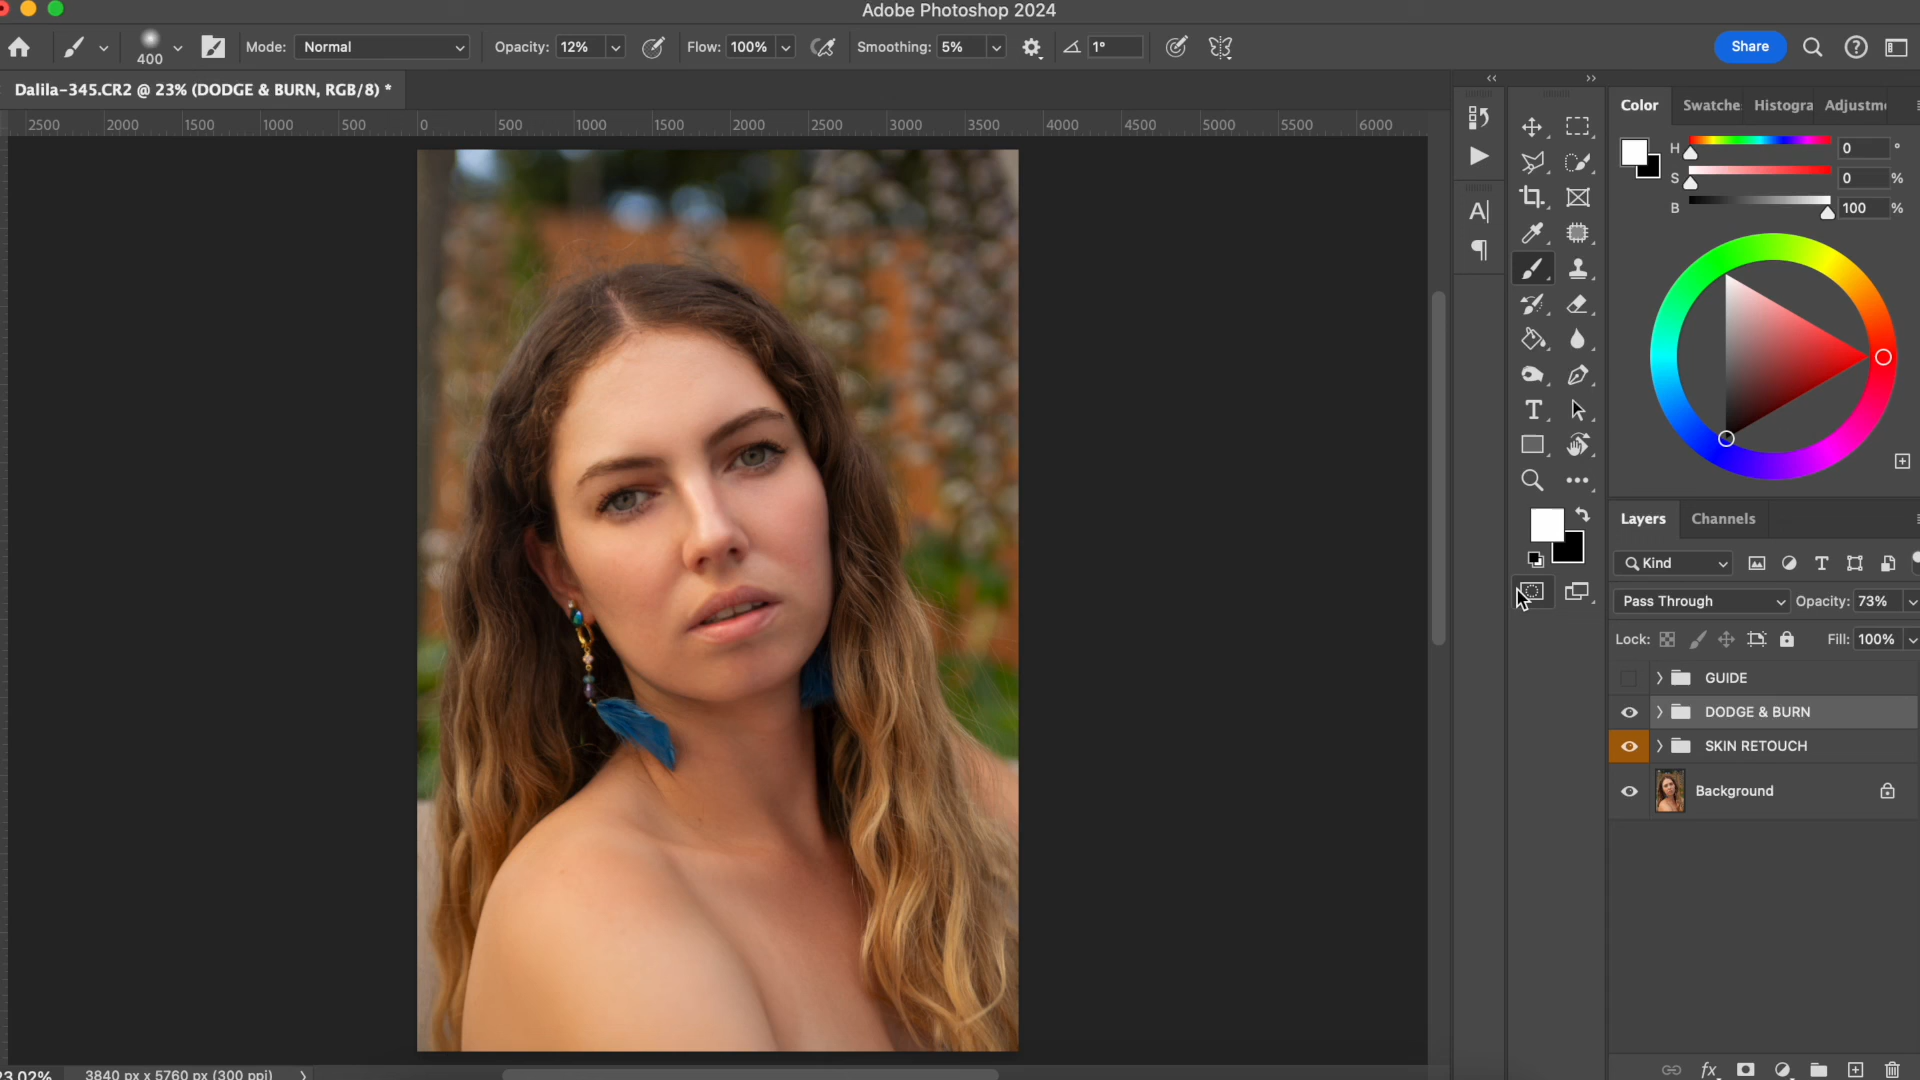 Adobe Photoshop 2024
400
Mode: Normal
Opacity: 12%
Flow: 100%
Smoothing: 5%
1°
Share
Dalila-345.CR2 @ 23% (DODGE & BURN, RGB/8) *
2500 2000 1500 1000 500 0 500 1000 1500 2000 2500 3000 3500 4000 4500 5000 5500 6000
Color Swatche Histogra Adjustm
H 0 °
S 0 %
B 100 %
Layers Channels
Kind
Pass Through Opacity: 73%
Lock: Fill: 100%
GUIDE
DODGE & BURN
SKIN RETOUCH
Background
fx
23.02% 3840 px x 5760 px (300 ppi)